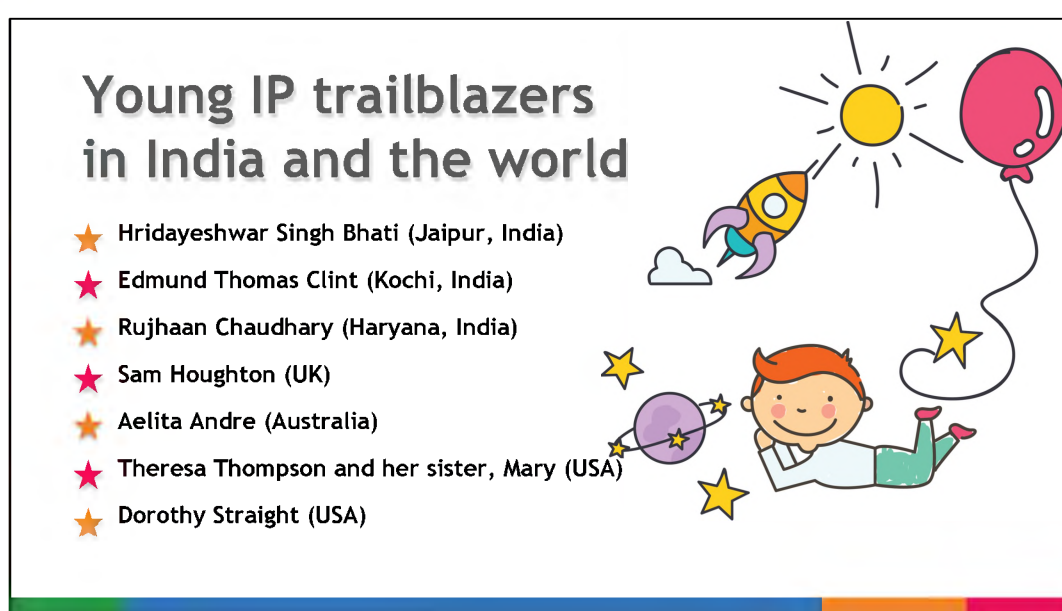 Young IP trailblazers
in India and the world
Hridayeshwar Singh Bhati (Jaipur, India)
Edmund Thomas Clint (Kochi, India)
Rujhaan Chaudhary (Haryana, India)
Sam Houghton (UK)
Aelita Andre (Australia)
Theresa Thompson and her sister, Mary (USA)
Dorothy Straight (USA)